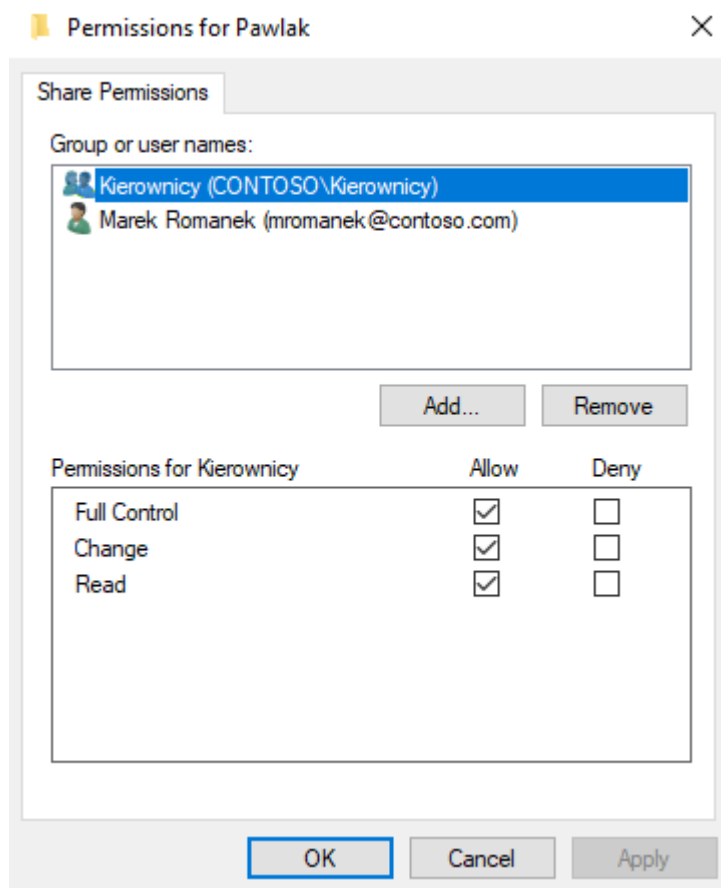 Permissions for Pawlak
Share Permissions
Group or user names:
Kierownicy (CONTOSO\Kierownicy)
Marek Romanek (mromanek@contoso.com)
Add... Remove
Permissions for Kierownicy Allow Deny
Full Control
Change
Read
OK Cancel Apply